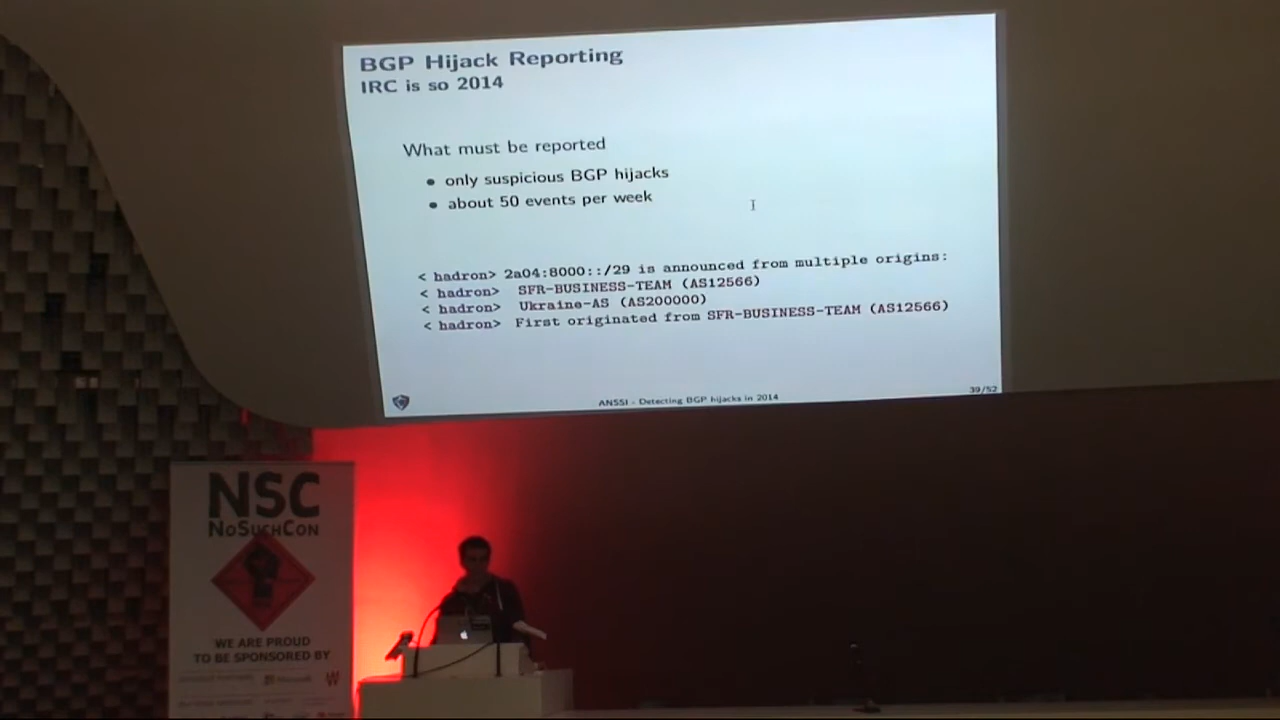 BGP Hijack Reporting
IRC is so 2014
What must be reported
• only suspicious BGP hijacks
• about 50 events per week
< hadron> 2a04:8000::/29 is announced from multiple origins:
< hadron> SFR-BUSINESS-TEAM (AS12566)
< hadron> Ukraine-AS (AS200000)
< hadron> First originated from SFR-BUSINESS-TEAM (AS12566)
ANSSI - Detecting BGP hijacks in 2014
39/52
NSC
NoSuchCon
WE ARE PROUD
TO BE SPONSORED BY
Microsoft